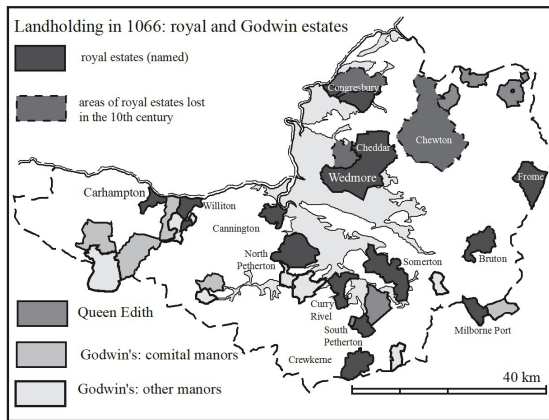 Landholding in 1066: royal and Godwin estates
royal estates (named)
areas of royal estates lost
in the 10th century
Congresbury
Chewton
Cheddar
Wedmore
Frome
Carhampton
Williton
Cannington
North
Petherton
Somerton
Bruton
Curry
Rivel
South
Petherton
Milborne Port
Crewkerne
Queen Edith
Godwin's: comital manors
Godwin's: other manors
40 km